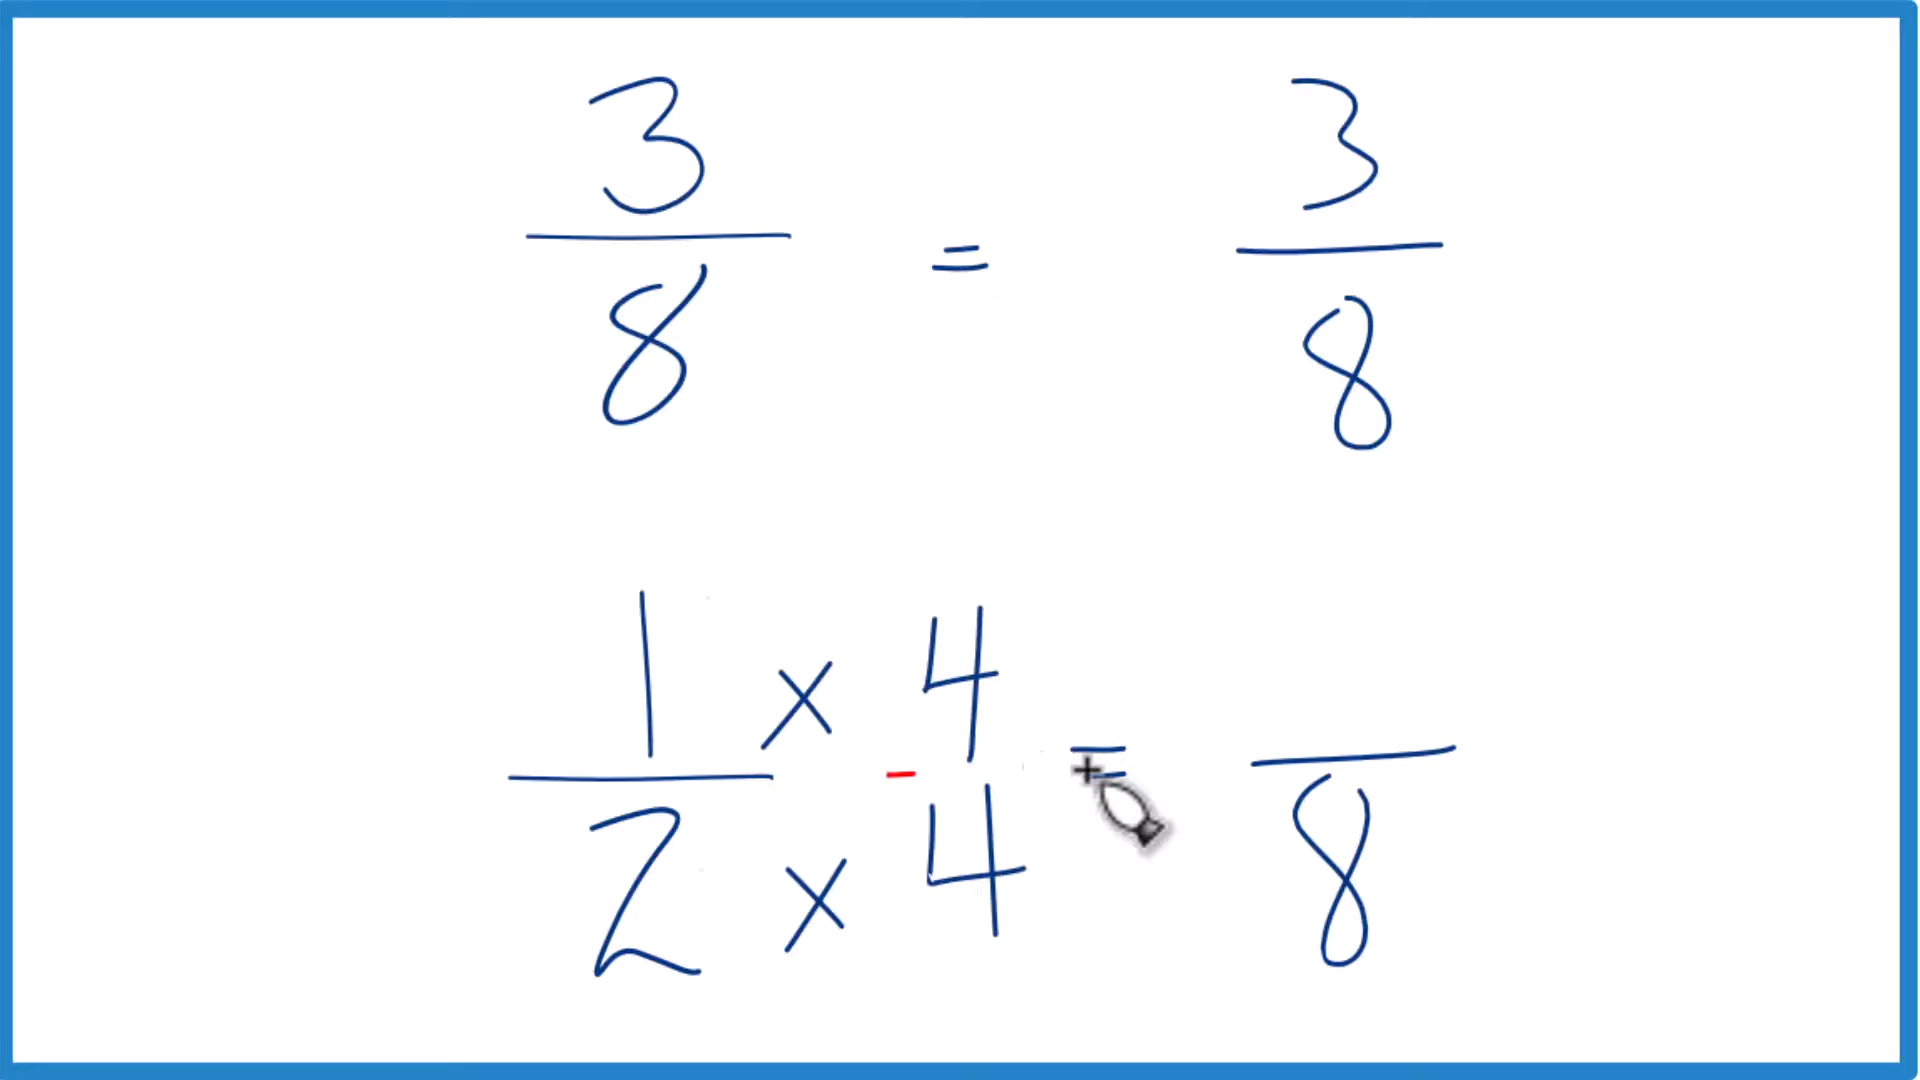 3 3
— = —
8 8
1 × 4
— - = —
2 × 4 8